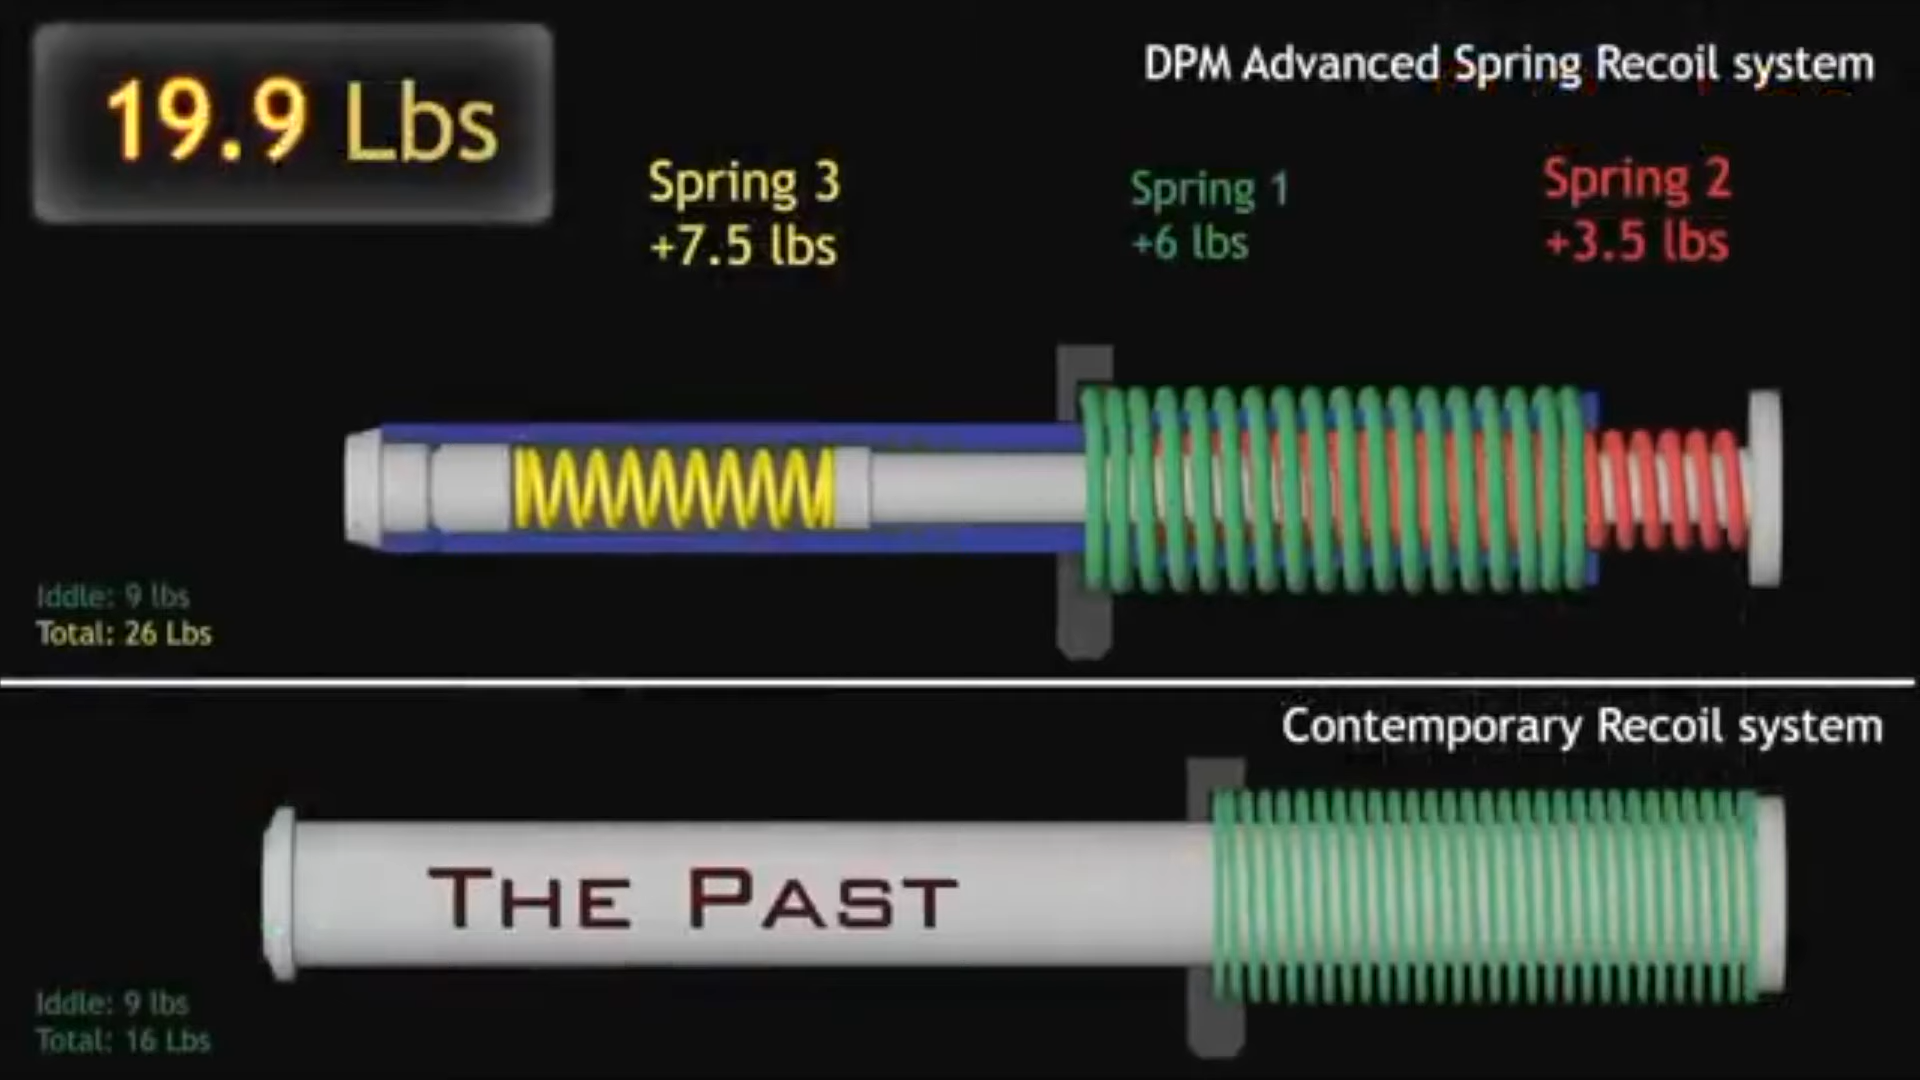 19.9 Lbs
DPM Advanced Spring Recoil system
Spring 3
+7.5 lbs
Spring 1
+6 lbs
Spring 2
+3.5 lbs
Iddle: 9 lbs
Total: 26 Lbs
Contemporary Recoil system
THE PAST
Iddle: 9 lbs
Total: 16 Lbs